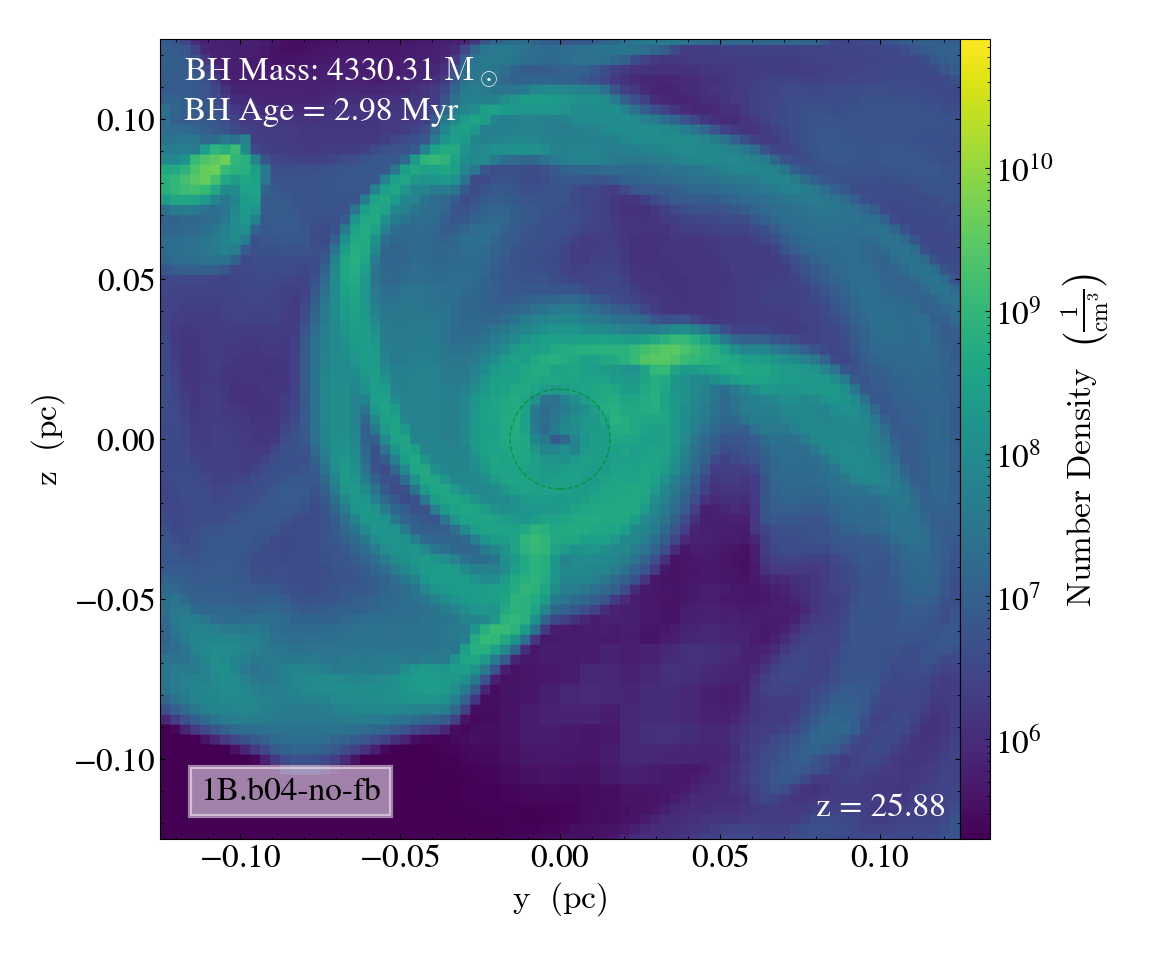 BH Mass: 4330.31 M⊙
BH Age = 2.98 Myr
0.10
0.05
0.00
−0.05
−0.10
z (pc)
1B.b04-no-fb
z = 25.88
−0.10 −0.05 0.00 0.05 0.10
y (pc)
10¹⁰
10⁹
10⁸
10⁷
10⁶
Number Density (1/cm³)